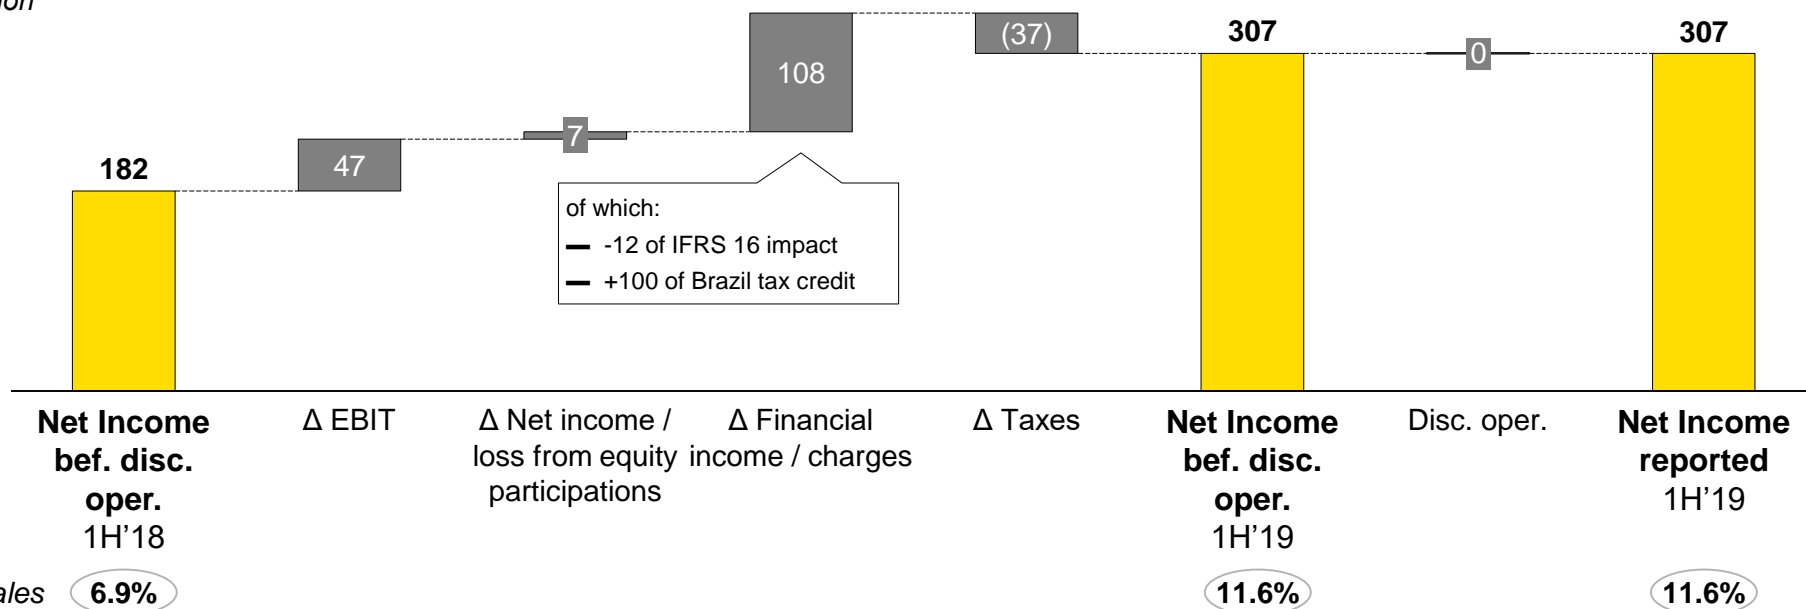 182
47
7
108
(37)
307
0
307
of which:
-12 of IFRS 16 impact
+100 of Brazil tax credit
Net Income
bef. disc.
oper.
1H’18
Δ EBIT
Δ Net income /
loss from equity
participations
Δ Financial
income / charges
Δ Taxes
Net Income
bef. disc.
oper.
1H’19
Disc. oper.
Net Income
reported
1H’19
6.9%
11.6%
11.6%